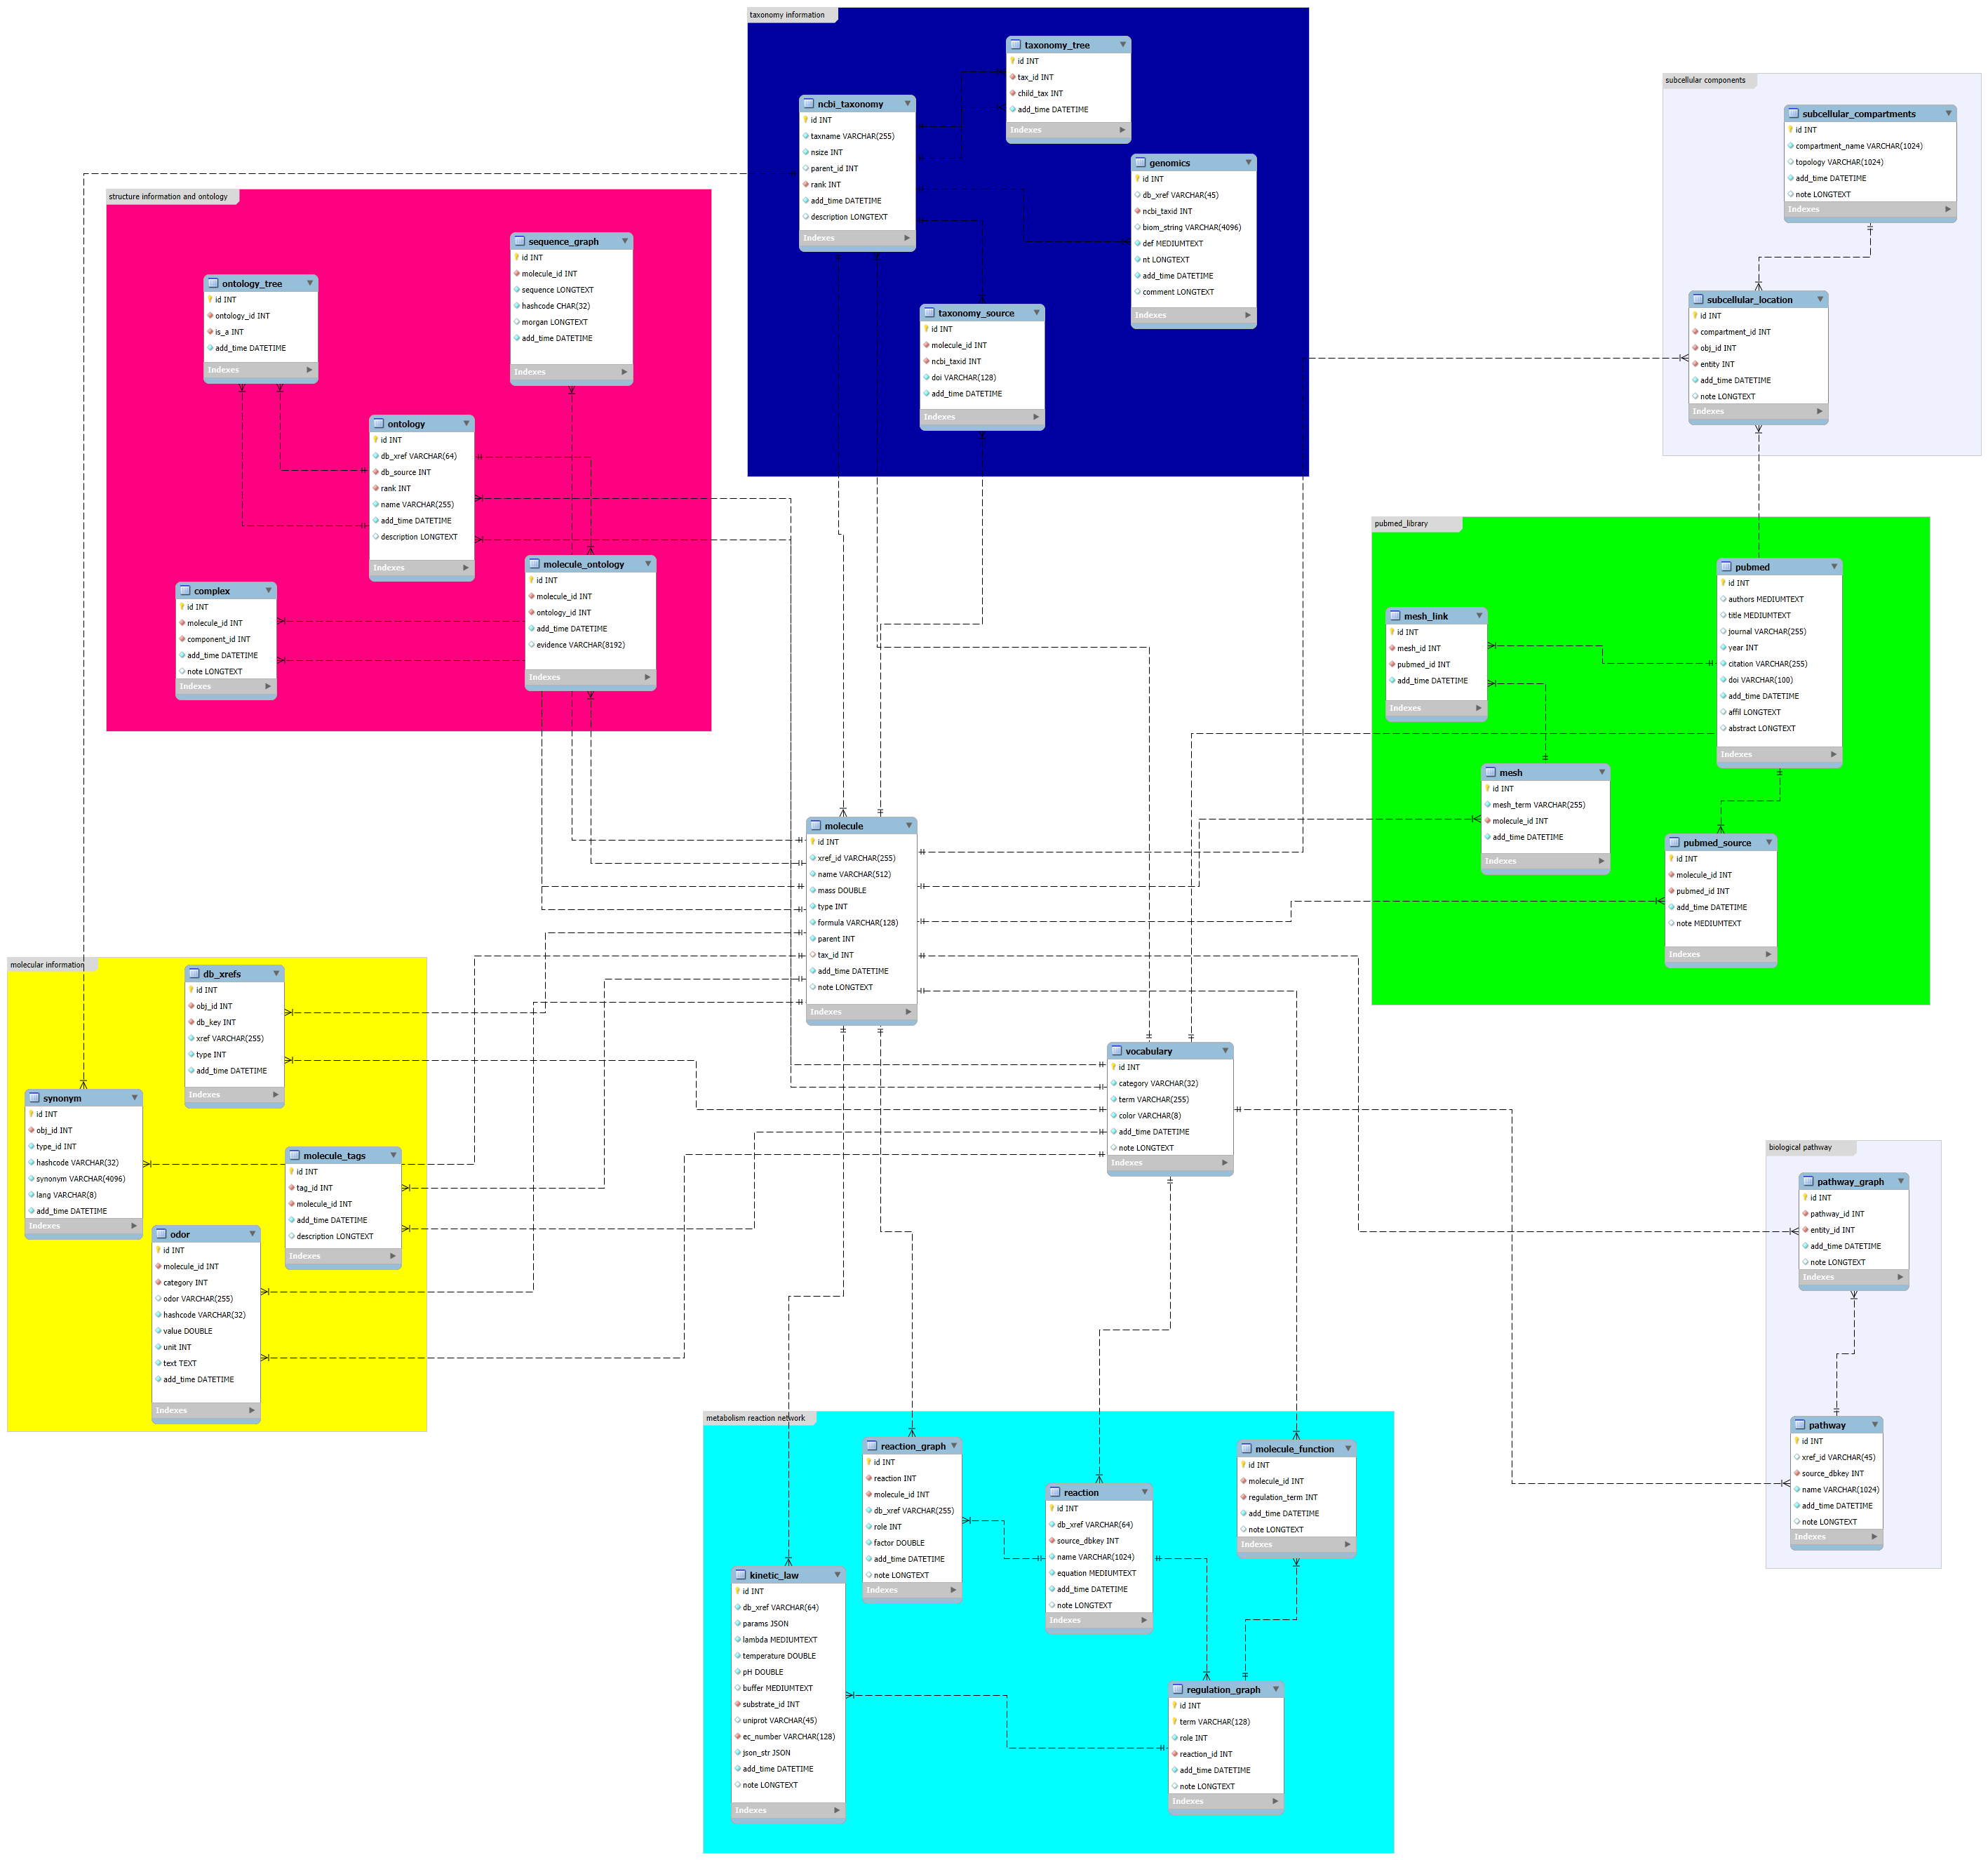 taxonomy information
taxonomy_tree
id INT
tax_id INT
child_tax INT
add_time DATETIME
Indexes
ncbi_taxonomy
id INT
taxname VARCHAR(255)
nsize INT
parent_id INT
rank INT
add_time DATETIME
description LONGTEXT
Indexes
genomics
id INT
db_xref VARCHAR(45)
ncbi_taxid INT
biom_string VARCHAR(4096)
def MEDIUMTEXT
nt LONGTEXT
add_time DATETIME
comment LONGTEXT
Indexes
taxonomy_source
id INT
molecule_id INT
ncbi_taxid INT
doi VARCHAR(128)
add_time DATETIME
Indexes
subcellular components
subcellular_compartments
id INT
compartment_name VARCHAR(1024)
topology VARCHAR(1024)
add_time DATETIME
note LONGTEXT
Indexes
subcellular_location
id INT
compartment_id INT
obj_id INT
entity INT
add_time DATETIME
note LONGTEXT
Indexes
structure information and ontology
sequence_graph
id INT
molecule_id INT
sequence LONGTEXT
hashcode CHAR(32)
morgan LONGTEXT
add_time DATETIME
Indexes
ontology_tree
id INT
ontology_id INT
is_a INT
add_time DATETIME
Indexes
ontology
id INT
db_xref VARCHAR(64)
db_source INT
rank INT
name VARCHAR(255)
add_time DATETIME
description LONGTEXT
Indexes
molecule_ontology
id INT
molecule_id INT
ontology_id INT
add_time DATETIME
evidence VARCHAR(8192)
Indexes
complex
id INT
molecule_id INT
component_id INT
add_time DATETIME
note LONGTEXT
Indexes
pubmed_library
pubmed
id INT
authors MEDIUMTEXT
title MEDIUMTEXT
journal VARCHAR(255)
year INT
citation VARCHAR(255)
doi VARCHAR(100)
add_time DATETIME
affil LONGTEXT
abstract LONGTEXT
Indexes
mesh_link
id INT
mesh_id INT
pubmed_id INT
add_time DATETIME
Indexes
mesh
id INT
mesh_term VARCHAR(255)
molecule_id INT
add_time DATETIME
Indexes
pubmed_source
id INT
molecule_id INT
pubmed_id INT
add_time DATETIME
note MEDIUMTEXT
Indexes
molecule
id INT
xref_id VARCHAR(255)
name VARCHAR(512)
mass DOUBLE
type INT
formula VARCHAR(128)
parent INT
tax_id INT
add_time DATETIME
note LONGTEXT
Indexes
vocabulary
id INT
category VARCHAR(32)
term VARCHAR(255)
color VARCHAR(8)
add_time DATETIME
note LONGTEXT
Indexes
molecular information
db_xrefs
id INT
obj_id INT
db_key INT
xref VARCHAR(255)
type INT
add_time DATETIME
Indexes
synonym
id INT
obj_id INT
type_id INT
hashcode VARCHAR(32)
synonym VARCHAR(4096)
lang VARCHAR(8)
add_time DATETIME
Indexes
molecule_tags
id INT
tag_id INT
molecule_id INT
add_time DATETIME
description LONGTEXT
Indexes
odor
id INT
molecule_id INT
category INT
odor VARCHAR(255)
hashcode VARCHAR(32)
value DOUBLE
unit INT
text TEXT
add_time DATETIME
Indexes
biological pathway
pathway_graph
id INT
pathway_id INT
entity_id INT
add_time DATETIME
note LONGTEXT
Indexes
pathway
id INT
xref_id VARCHAR(45)
source_dbkey INT
name VARCHAR(1024)
add_time DATETIME
note LONGTEXT
Indexes
metabolism reaction network
reaction_graph
id INT
reaction INT
molecule_id INT
db_xref VARCHAR(255)
role INT
factor DOUBLE
add_time DATETIME
note LONGTEXT
Indexes
reaction
id INT
db_xref VARCHAR(64)
source_dbkey INT
name VARCHAR(1024)
equation MEDIUMTEXT
add_time DATETIME
note LONGTEXT
Indexes
molecule_function
id INT
molecule_id INT
regulation_term INT
add_time DATETIME
note LONGTEXT
Indexes
kinetic_law
id INT
db_xref VARCHAR(64)
params JSON
lambda MEDIUMTEXT
temperature DOUBLE
pH DOUBLE
buffer MEDIUMTEXT
substrate_id INT
uniprot VARCHAR(45)
ec_number VARCHAR(128)
json_str JSON
add_time DATETIME
note LONGTEXT
Indexes
regulation_graph
id INT
term VARCHAR(128)
role INT
reaction_id INT
add_time DATETIME
note LONGTEXT
Indexes